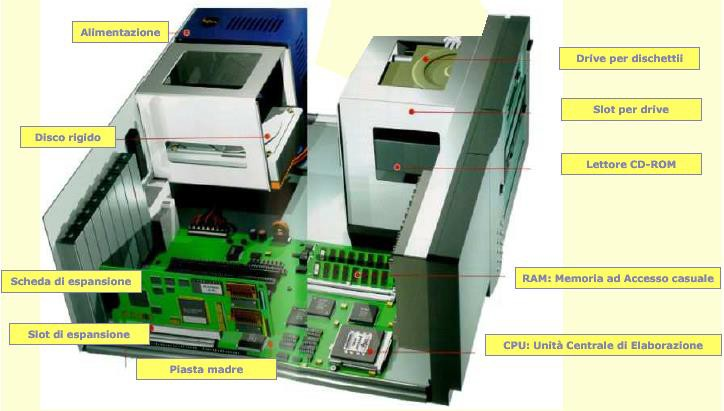 Alimentazione
Drive per dischettii
Slot per drive
Disco rigido
Lettore CD-ROM
Scheda di espansione
RAM: Memoria ad Accesso casuale
Slot di espansione
CPU: Unità Centrale di Elaborazione
Piasta madre